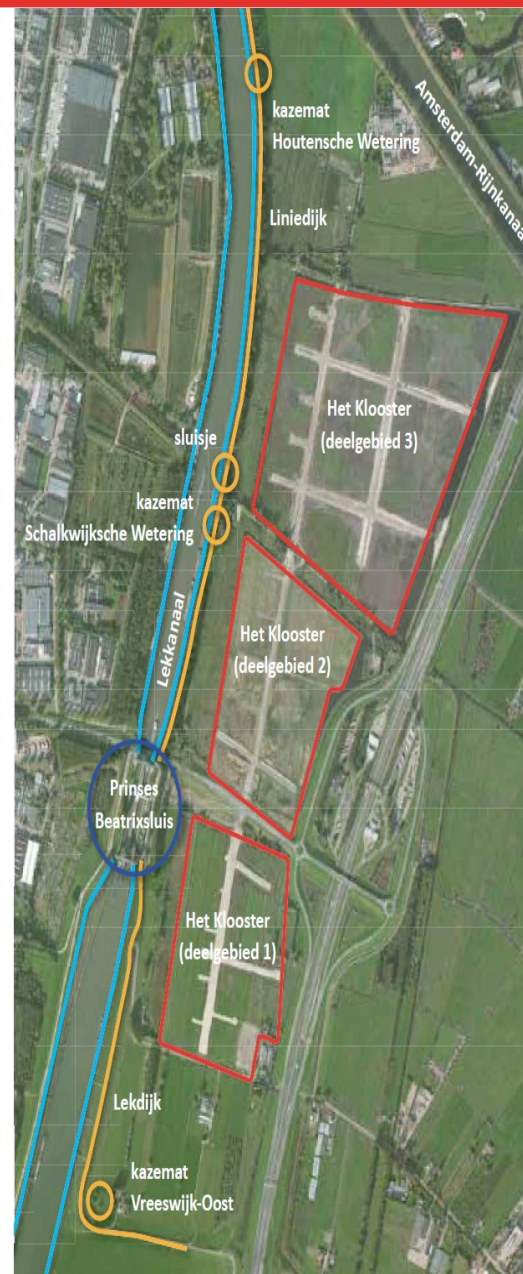 kazemat
Houtensche Wetering
Amsterdam-Rijnkanaal
Liniedijk
Het Klooster
(deelgebied 3)
sluisje
kazemat
Schalkwijksche Wetering
Lekkanaal
Het Klooster
(deelgebied 2)
Prinses
Beatrixsluis
Het Klooster
(deelgebied 1)
Lekdijk
kazemat
Vreeswijk-Oost